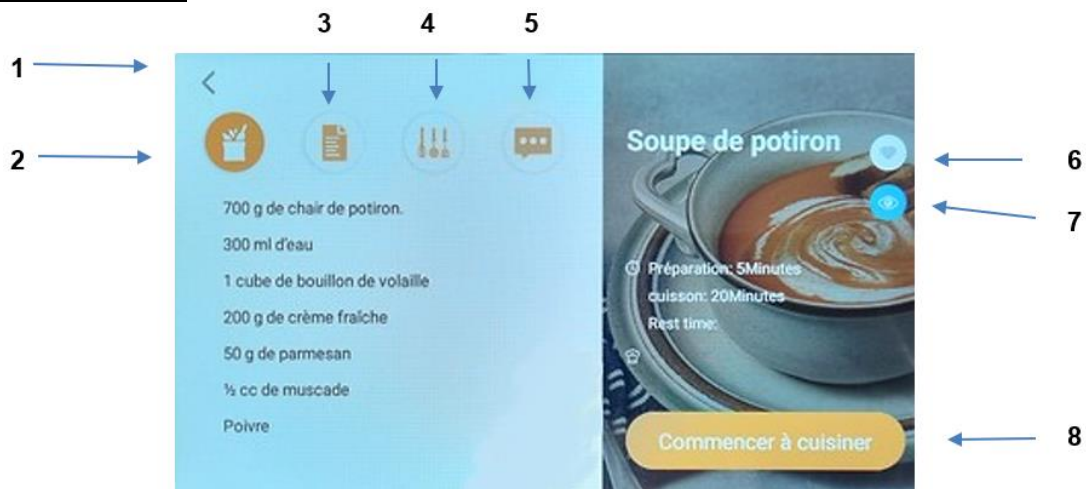 3 4 5
1
2
6
7
8
Soupe de potiron
700 g de chair de potiron.
300 ml d'eau
1 cube de bouillon de volaille
200 g de crème fraîche
50 g de parmesan
½ cc de muscade
Poivre
Préparation: 5Minutes
cuisson: 20Minutes
Rest time:
Commencer à cuisiner